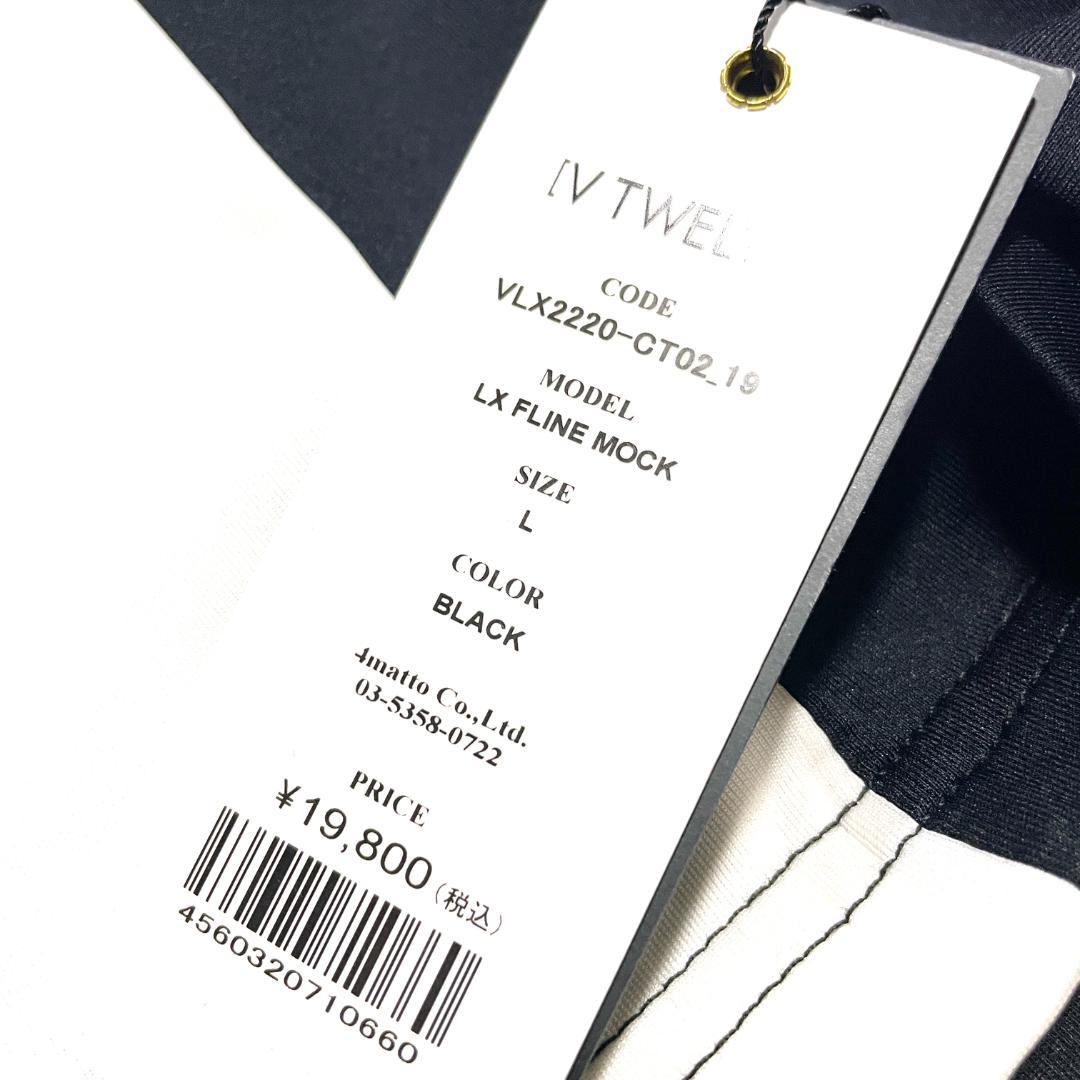 [V TWEL
CODE
VLX2220-CT02_19
MODEL
LX FLINE MOCK
SIZE
L
COLOR
BLACK
4matto Co.,Ltd.
03-5358-0722
PRICE
¥19,800(税込)
4560320710660